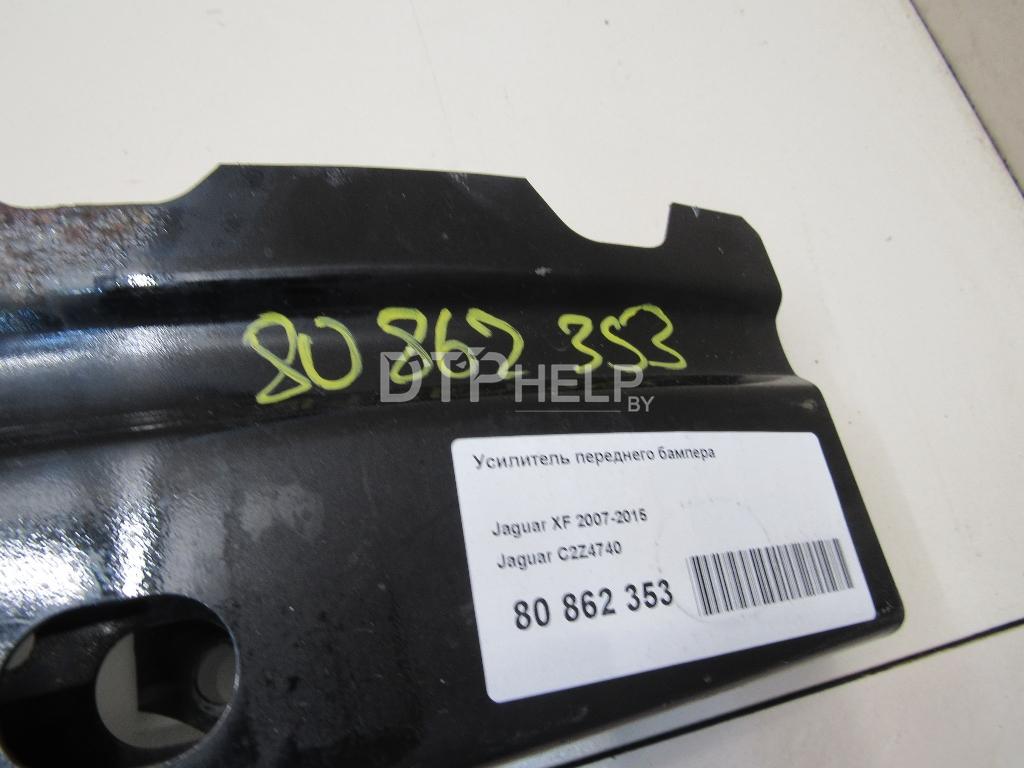 80 862 353
DTPHELP
BY
Усилитель переднего бампера
Jaguar XF 2007-2015
Jaguar C2Z4740
80 862 353